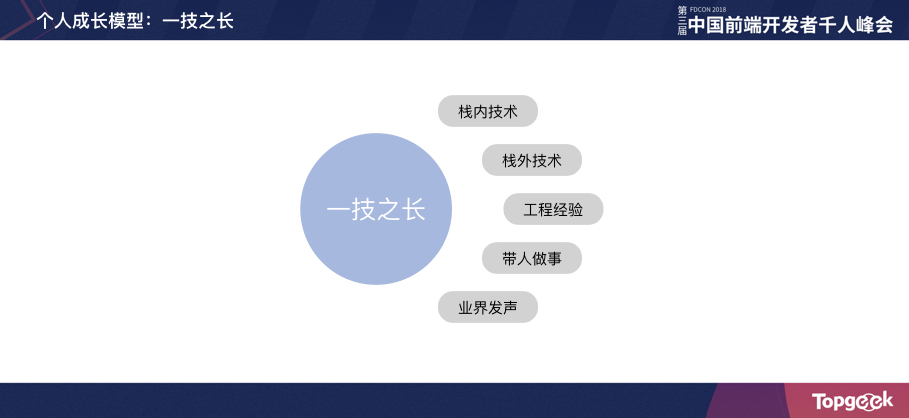 个人成长模型：一技之长
第三届
FDCON 2018
中国前端开发者千人峰会
栈内技术
栈外技术
一技之长
工程经验
带人做事
业界发声
Topgeek